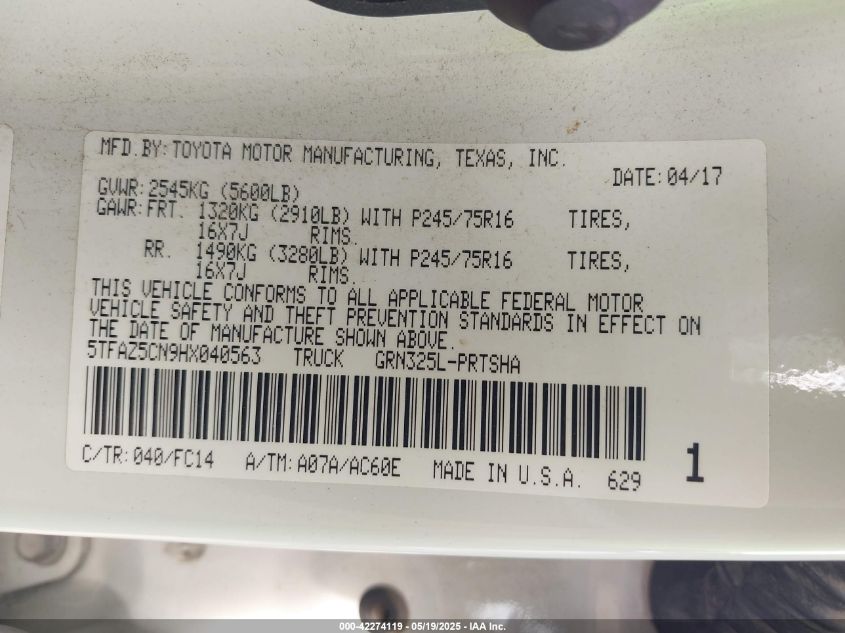 MFD.BY:TOYOTA MOTOR MANUFACTURING, TEXAS, INC.
DATE:04/17
GVWR:2545KG (5600LB)
GAWR:FRT. 1320KG (2910LB) WITH P245/75R16 TIRES,
16X7J RIMS.
RR. 1490KG (3280LB) WITH P245/75R16 TIRES,
16X7J RIMS.
THIS VEHICLE CONFORMS TO ALL APPLICABLE FEDERAL MOTOR
VEHICLE SAFETY AND THEFT PREVENTION STANDARDS IN EFFECT ON
THE DATE OF MANUFACTURE SHOWN ABOVE.
5TFAZ5CN9HX040563 TRUCK GRN325L-PRTSHA
C/TR:040/FC14 A/TM:A07A/AC60E MADE IN U.S.A. 629
1
000-42274119 - 05/19/2025 - IAA Inc.